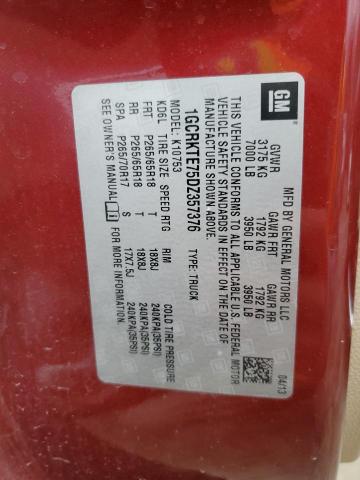 GM
MFD BY GENERAL MOTORS LLC
04/13
GVWR GAWR FRT GAWR RR
3175 KG 1792 KG 1792 KG
7000 LB 3950 LB 3950 LB
THIS VEHICLE CONFORMS TO ALL APPLICABLE U.S. FEDERAL MOTOR
VEHICLE SAFETY STANDARDS IN EFFECT ON THE DATE OF
MANUFACTURE SHOWN ABOVE.
1GCRKTE75DZ357376 TYPE: TRUCK
MODEL: K10753
KD6L TIRE SIZE SPEED RTG RIM COLD TIRE PRESSURE
FRT P265/65R18 T 18X8J 240KPA(35PSI)
RR P265/65R18 T 18X8J 240KPA(35PSI)
SPA P265/70R17 S 17X7.5J 240KPA(35PSI)
SEE OWNER'S MANUAL FOR MORE INFORMATION.